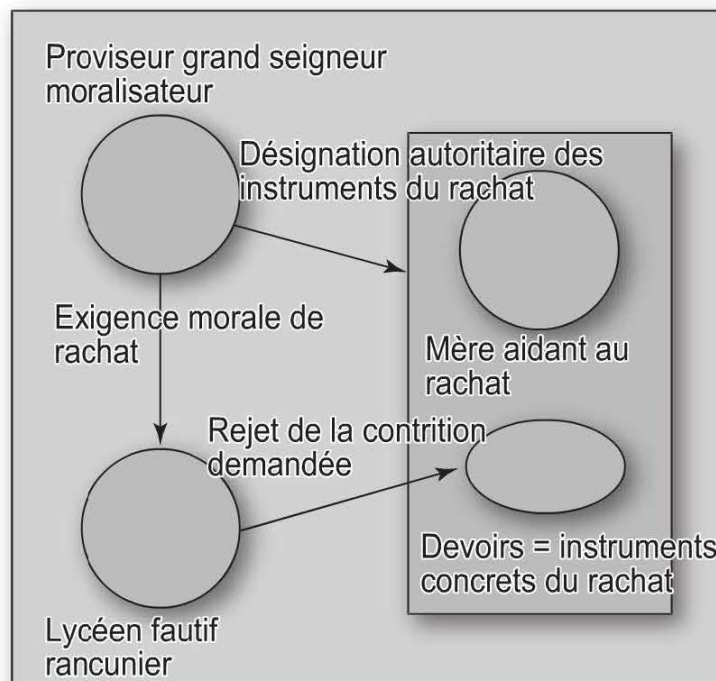 Proviseur grand seigneur
moralisateur
Désignation autoritaire des
instruments du rachat
Exigence morale de
rachat
Mère aidant au
rachat
Rejet de la contrition
demandée
Devoirs = instruments
concrets du rachat
Lycéen fautif
rancunier